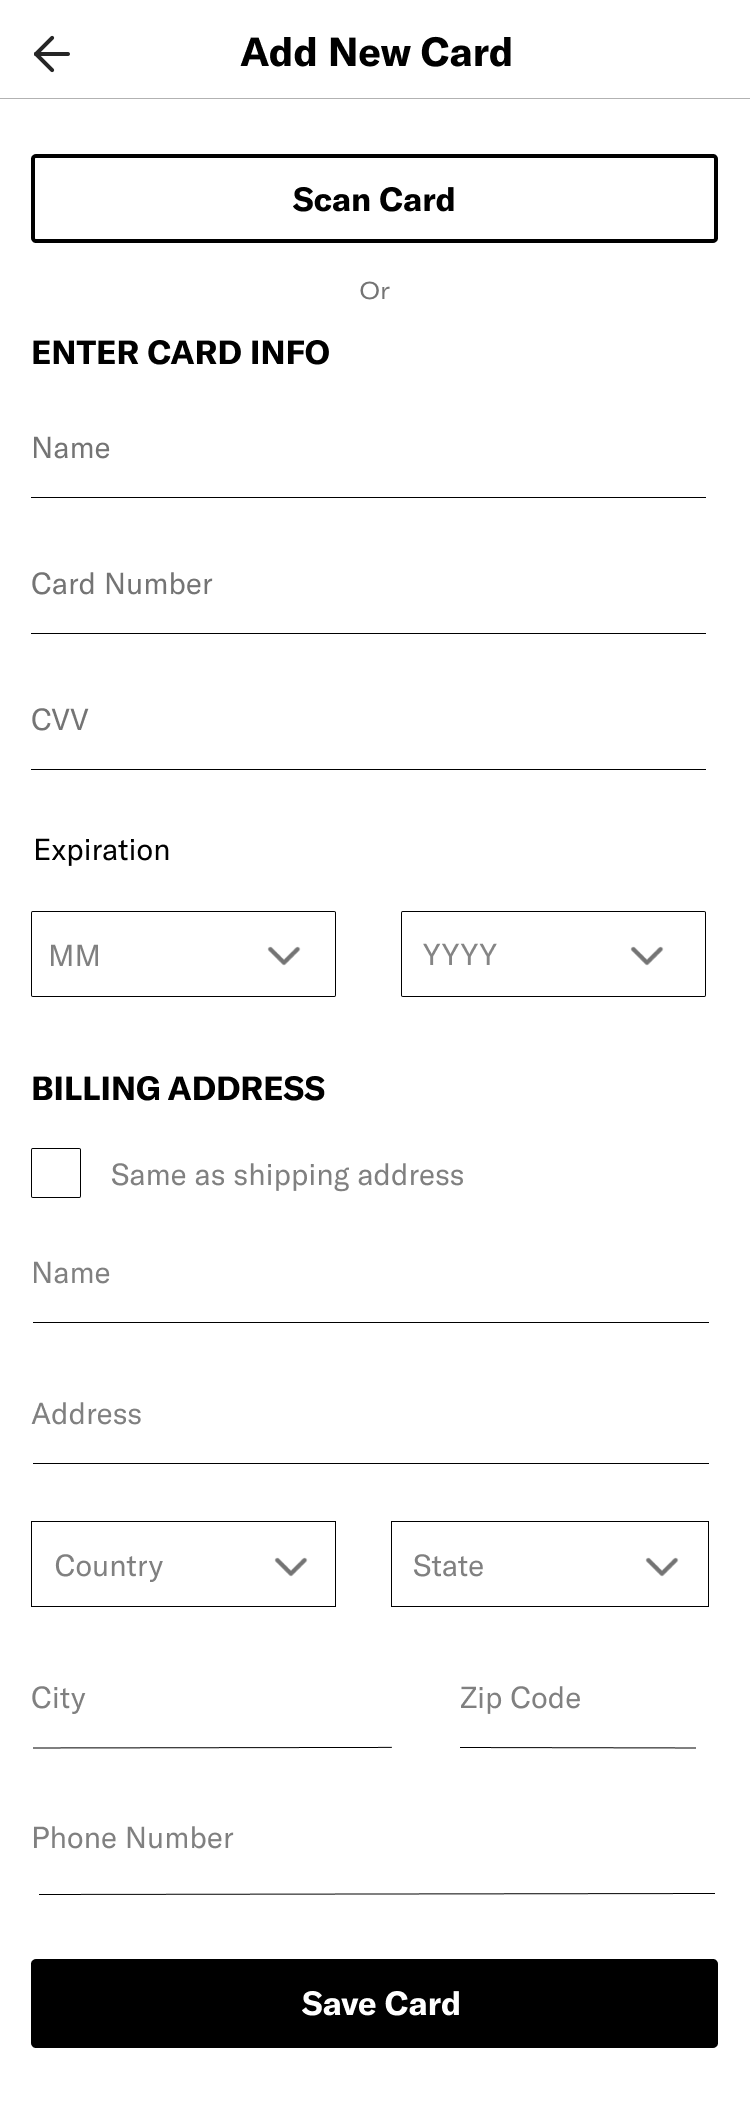 Add New Card
Scan Card
Or
ENTER CARD INFO
Name
Card Number
CVV
Expiration
MM YYYY
BILLING ADDRESS
Same as shipping address
Name
Address
Country State
City Zip Code
Phone Number
Save Card